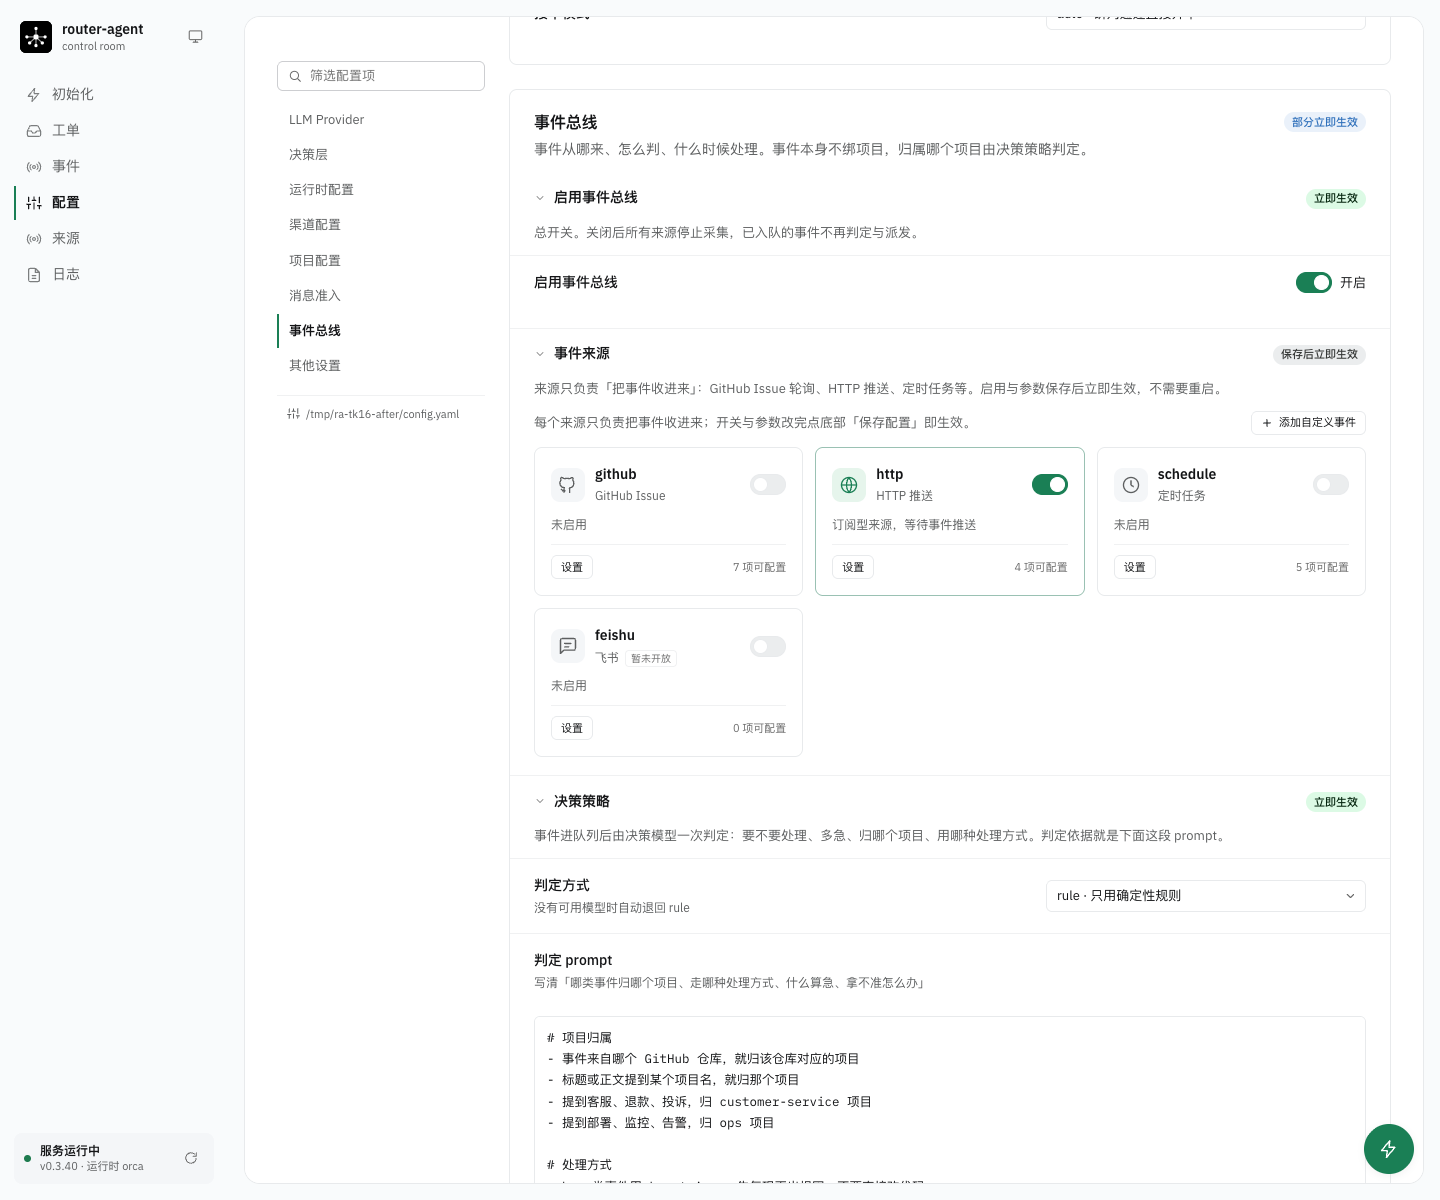 router-agent
control room
初始化
工单
事件
配置
来源
日志
服务运行中
v0.3.40 · 运行时 orca
筛选配置项
LLM Provider
决策层
运行时配置
渠道配置
项目配置
消息准入
事件总线
其他设置
/tmp/ra-tk16-after/config.yaml
事件总线
部分立即生效
事件从哪来、怎么判、什么时候处理。事件本身不绑项目，归属哪个项目由决策策略判定。
启用事件总线
立即生效
总开关。关闭后所有来源停止采集，已入队的事件不再判定与派发。
启用事件总线
开启
事件来源
保存后立即生效
来源只负责「把事件收进来」：GitHub Issue 轮询、HTTP 推送、定时任务等。启用与参数保存后立即生效，不需要重启。
每个来源只负责把事件收进来；开关与参数改完点底部「保存配置」即生效。
添加自定义事件
github
GitHub Issue
未启用
设置
7 项可配置
http
HTTP 推送
订阅型来源，等待事件推送
设置
4 项可配置
schedule
定时任务
未启用
设置
5 项可配置
feishu
飞书 暂未开放
未启用
设置
0 项可配置
决策策略
立即生效
事件进队列后由决策模型一次判定：要不要处理、多急、归哪个项目、用哪种处理方式。判定依据就是下面这段 prompt。
判定方式
没有可用模型时自动退回 rule
rule · 只用确定性规则
判定 prompt
写清「哪类事件归哪个项目、走哪种处理方式、什么算急、拿不准怎么办」
# 项目归属
- 事件来自哪个 GitHub 仓库，就归该仓库对应的项目
- 标题或正文提到某个项目名，就归那个项目
- 提到客服、退款、投诉，归 customer-service 项目
- 提到部署、监控、告警，归 ops 项目
# 处理方式